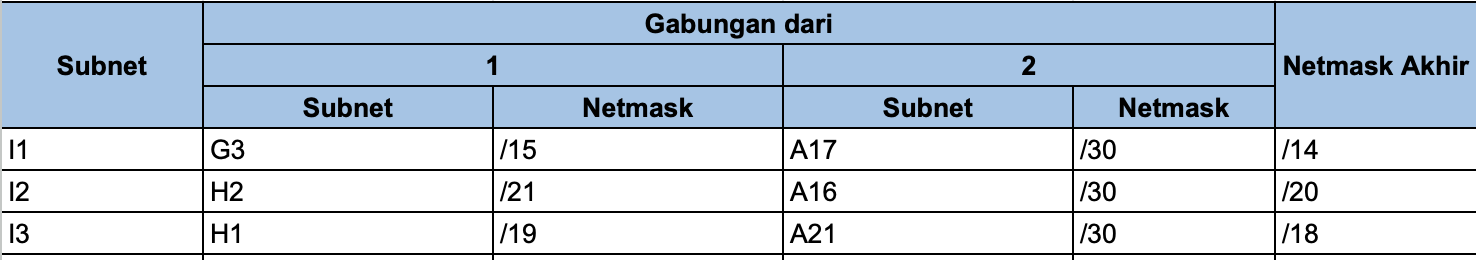 Gabungan dari
Subnet 1 2 Netmask Akhir
Subnet Netmask Subnet Netmask
I1 G3 /15 A17 /30 /14
I2 H2 /21 A16 /30 /20
I3 H1 /19 A21 /30 /18